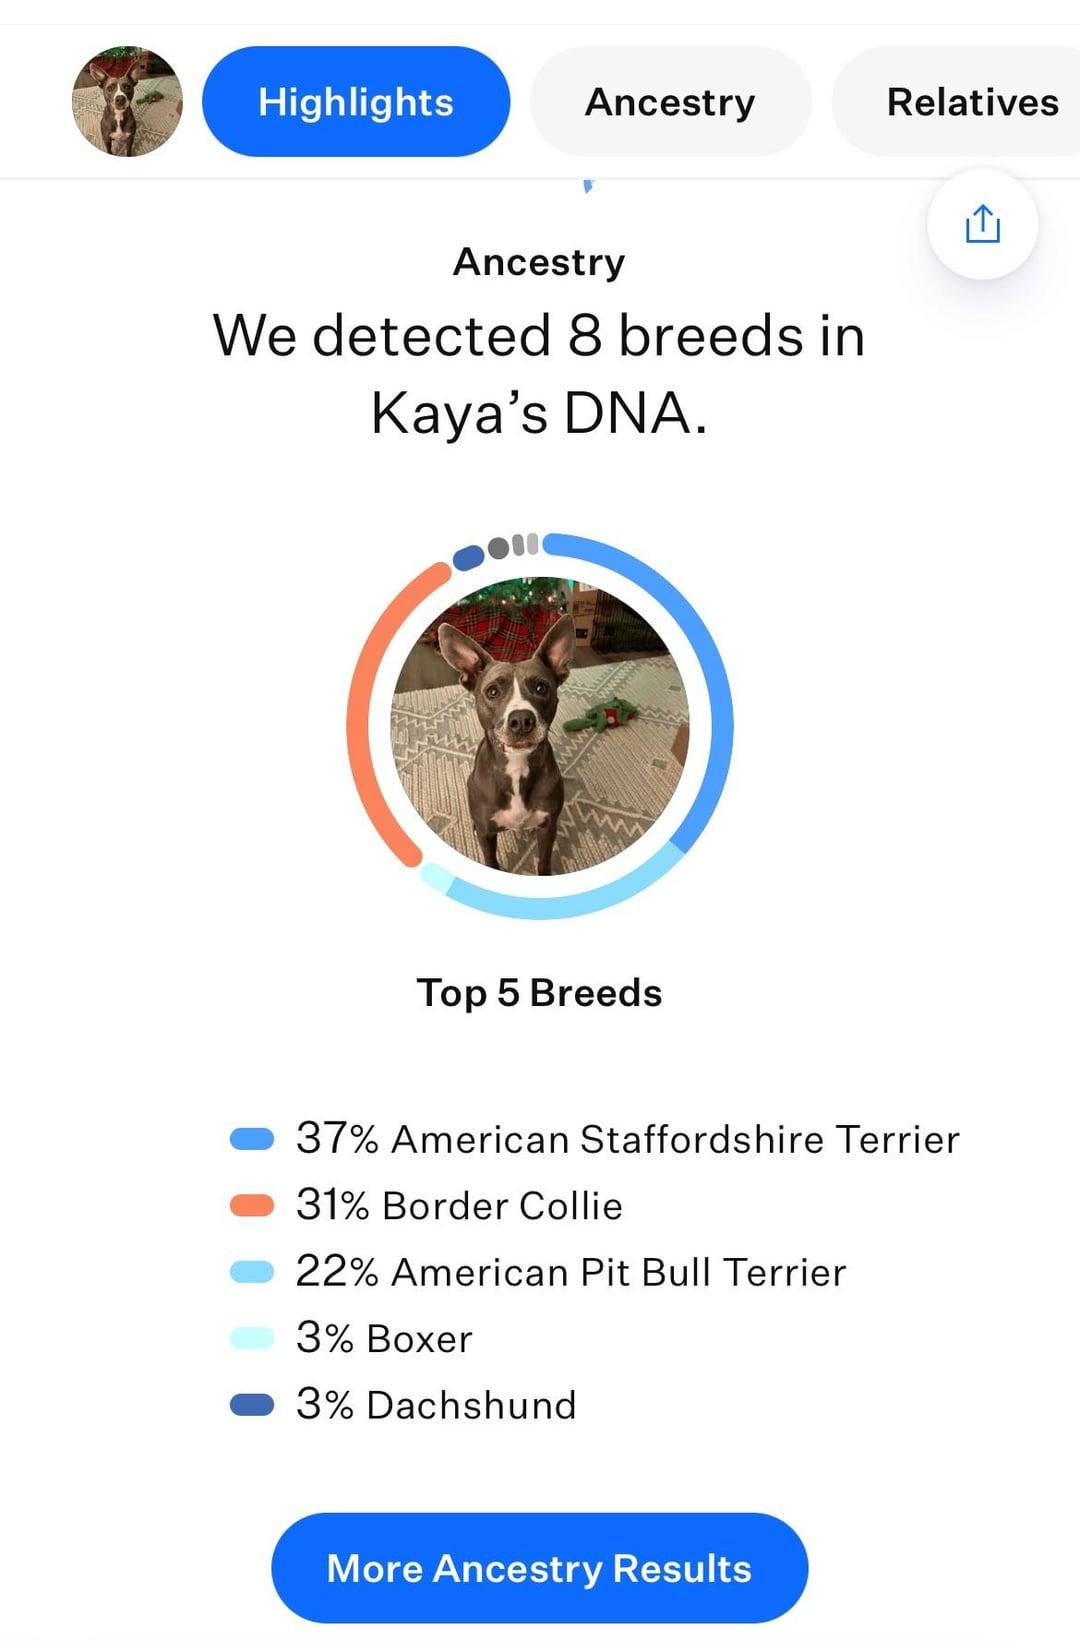 Highlights
Ancestry
Relatives
Ancestry
We detected 8 breeds in
Kaya’s DNA.
Top 5 Breeds
37% American Staffordshire Terrier
31% Border Collie
22% American Pit Bull Terrier
3% Boxer
3% Dachshund
More Ancestry Results